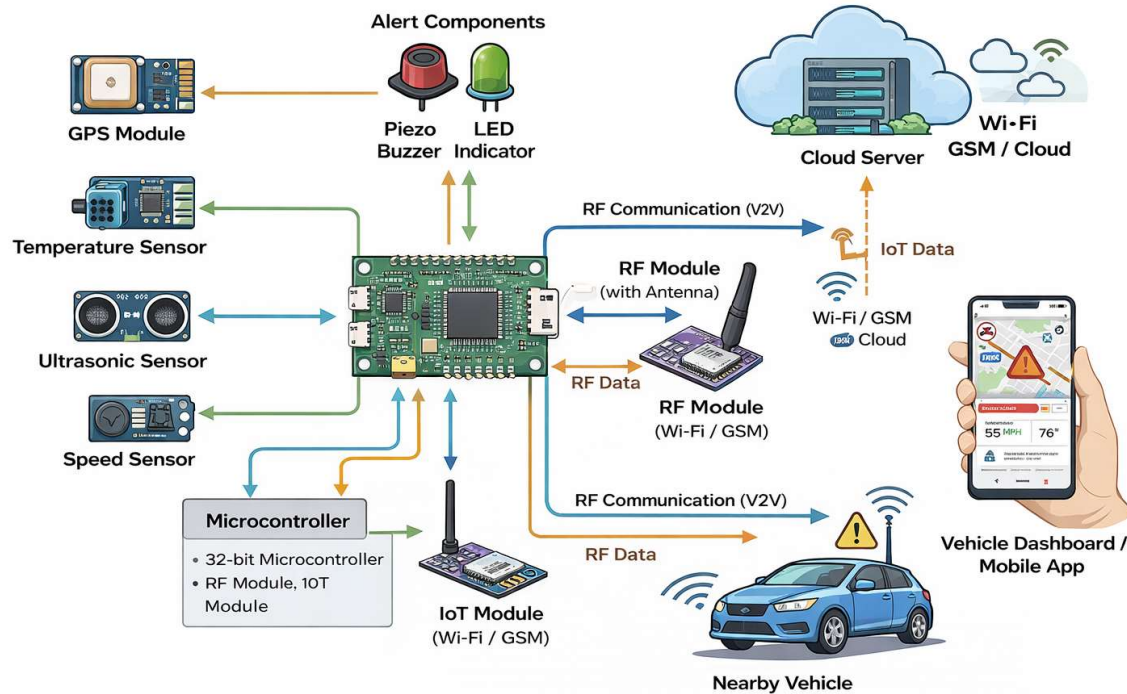 Alert Components
GPS Module
Piezo
Buzzer
LED
Indicator
Cloud Server
Wi-Fi
GSM / Cloud
Temperature Sensor
RF Communication (V2V)
IoT Data
RF Module
(with Antenna)
Wi-Fi / GSM
Cloud
Ultrasonic Sensor
RF Data
RF Module
(Wi-Fi / GSM)
Speed Sensor
55 MPH
76°
Microcontroller
• 32-bit Microcontroller
• RF Module, 10T
Module
RF Communication (V2V)
RF Data
IoT Module
(Wi-Fi / GSM)
Vehicle Dashboard /
Mobile App
Nearby Vehicle